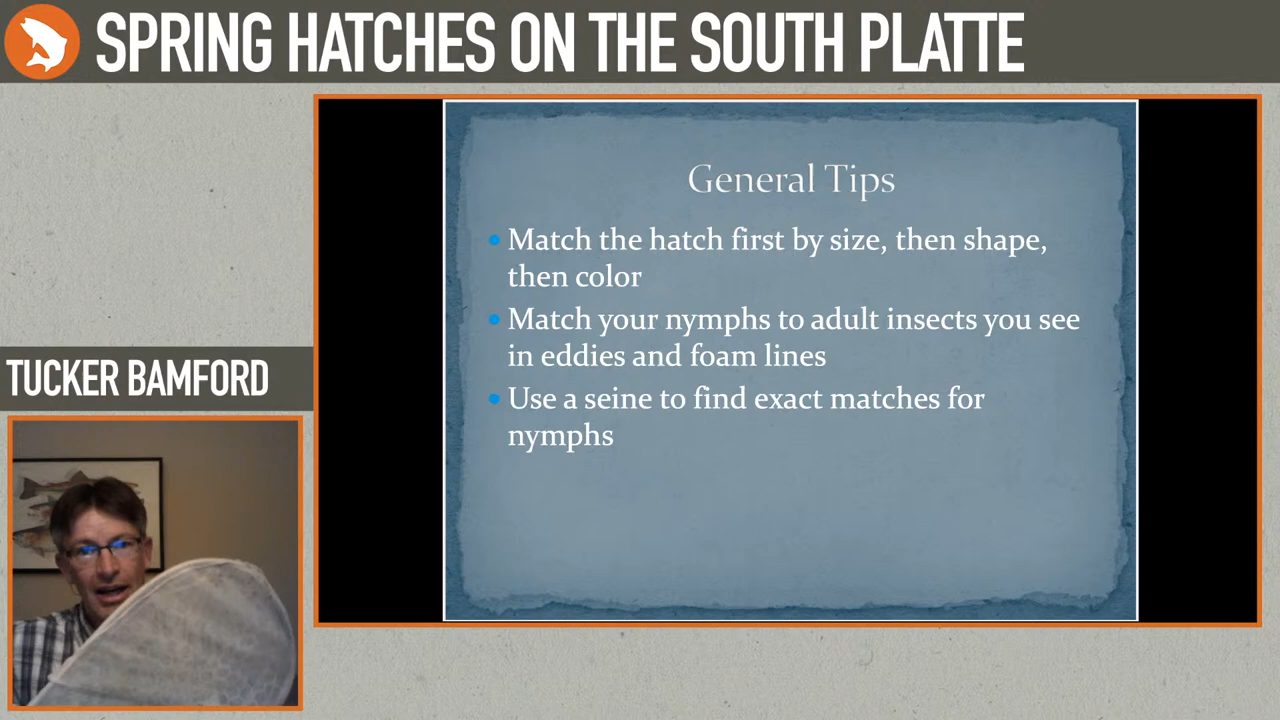 SPRING HATCHES ON THE SOUTH PLATTE
General Tips
• Match the hatch first by size, then shape,
then color
• Match your nymphs to adult insects you see
in eddies and foam lines
• Use a seine to find exact matches for
nymphs
TUCKER BAMFORD